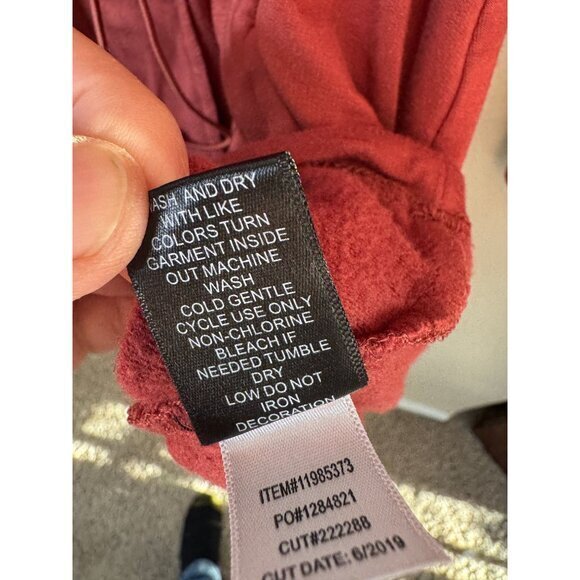 WASH AND DRY
WITH LIKE
COLORS TURN
GARMENT INSIDE
OUT MACHINE
WASH
COLD GENTLE
CYCLE USE ONLY
NON-CHLORINE
BLEACH IF
NEEDED TUMBLE
DRY
LOW DO NOT
IRON
DECORATION
ITEM#11985373
PO#1284821
CUT#222288
CUT DATE: 6/2019